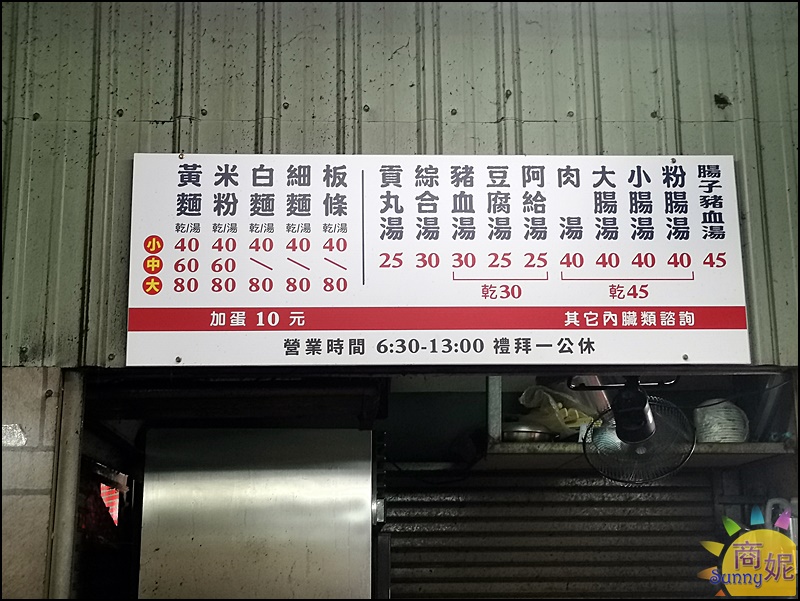 黃麵 米粉 白麵 細麵 板條 貢丸湯 綜合湯 豬血湯 豆腐湯 阿給湯 肉湯 大腸湯 小腸湯 粉腸湯 腸子豬血湯
乾/湯 乾/湯 乾/湯 乾/湯 乾/湯
小 40 40 40 40 40 25 30 30 25 25 40 40 40 40 45
中 60 60 / / /
大 80 80 80 80 80 乾30 乾45
加蛋 10 元 其它內臟類諮詢
營業時間 6:30-13:00 禮拜一公休
商妮
Sunny